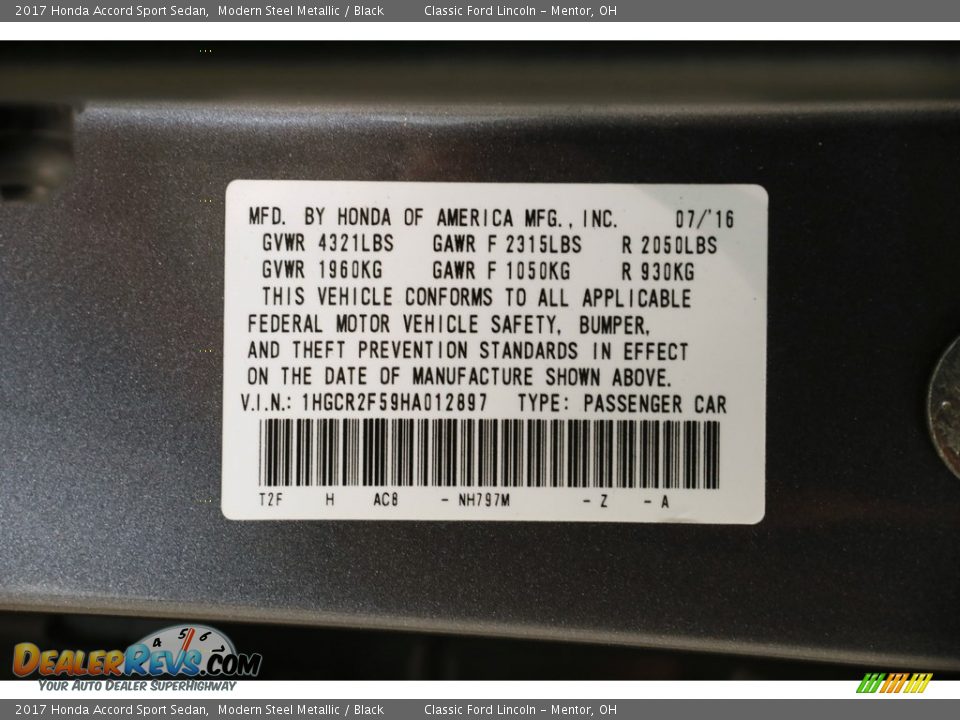 2017 Honda Accord Sport Sedan, Modern Steel Metallic / Black Classic Ford Lincoln - Mentor, OH
MFD. BY HONDA OF AMERICA MFG., INC. 07/'16
GVWR 4321LBS GAWR F 2315LBS R 2050LBS
GVWR 1960KG GAWR F 1050KG R 930KG
THIS VEHICLE CONFORMS TO ALL APPLICABLE
FEDERAL MOTOR VEHICLE SAFETY, BUMPER,
AND THEFT PREVENTION STANDARDS IN EFFECT
ON THE DATE OF MANUFACTURE SHOWN ABOVE.
V.I.N.: 1HGCR2F59HA012897 TYPE: PASSENGER CAR
T2F H AC8 - NH797M - Z - A
4 5 6
DealerRevs.com
Your Auto Dealer SuperHighway
2017 Honda Accord Sport Sedan, Modern Steel Metallic / Black Classic Ford Lincoln - Mentor, OH